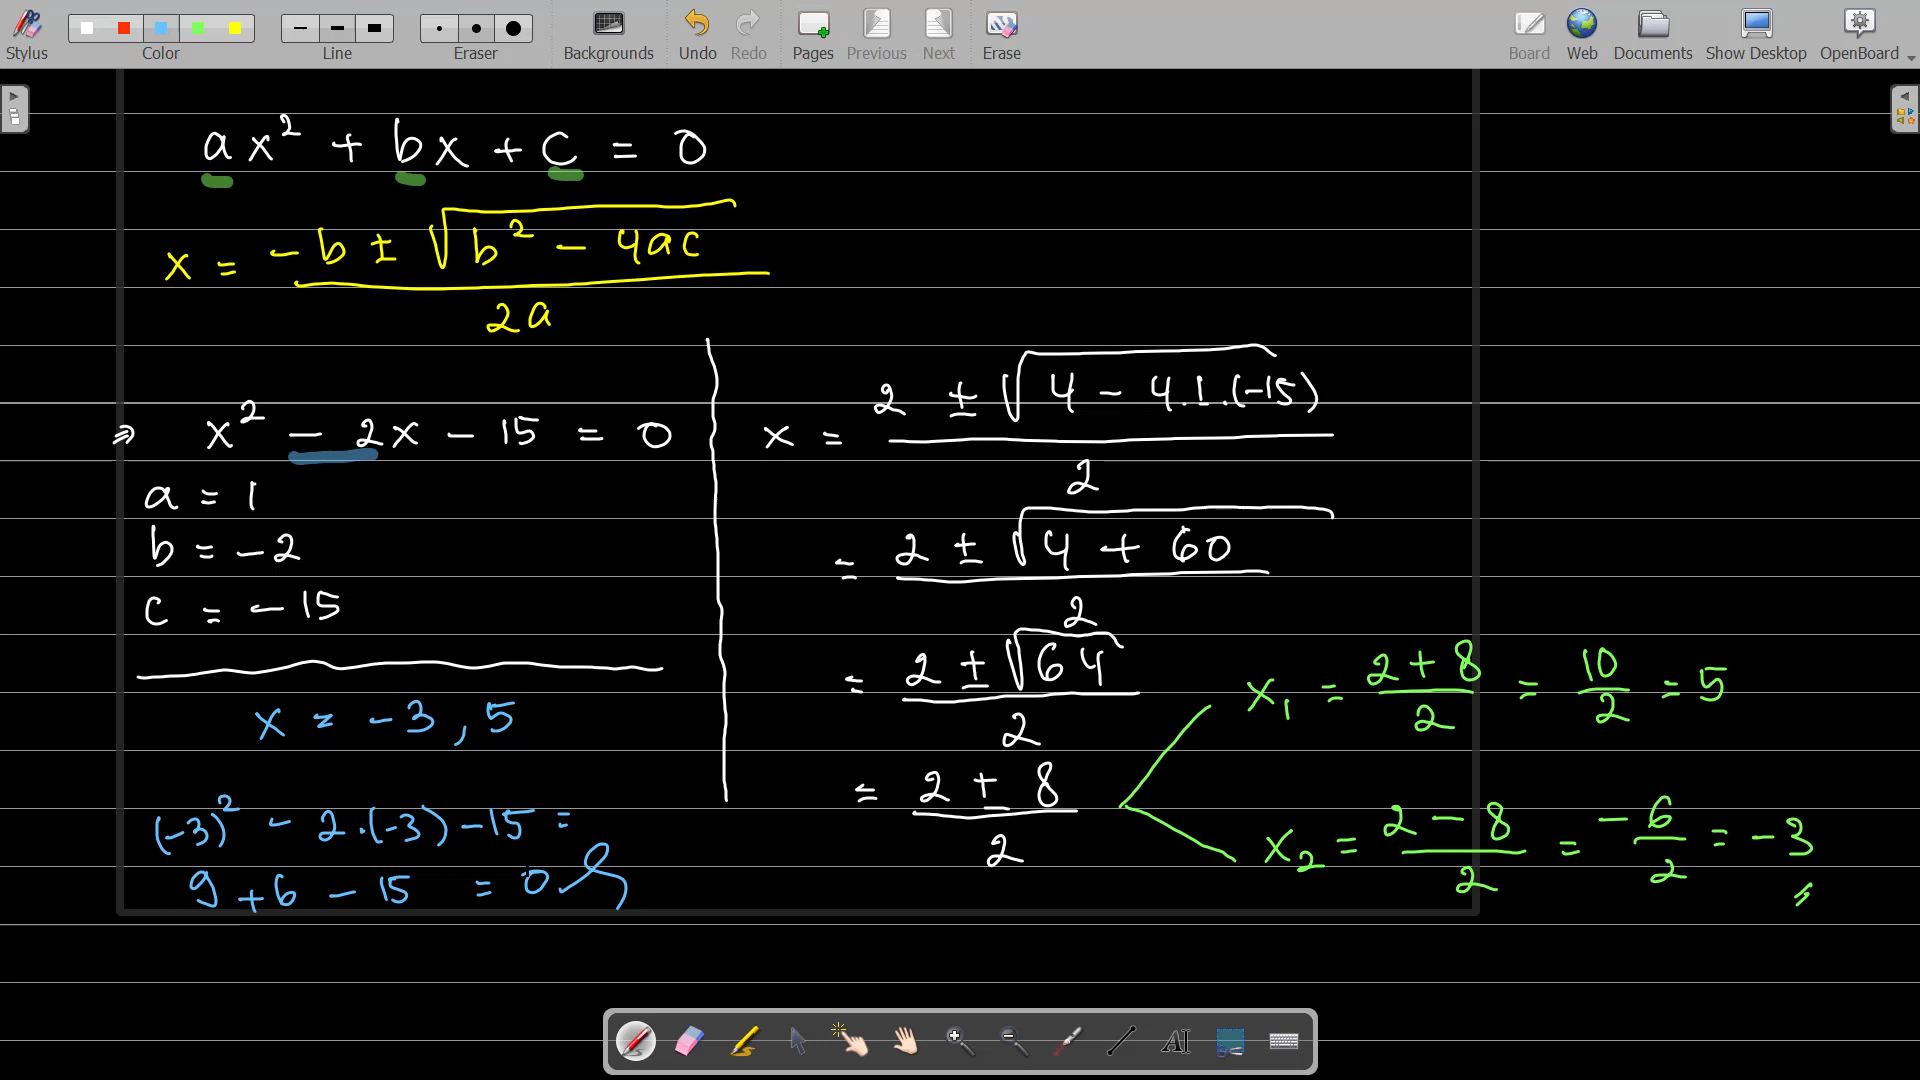 Stylus Color Line Eraser Backgrounds Undo Redo Pages Previous Next Erase Board Web Documents Show Desktop OpenBoard
ax² + bx + c = 0
x = (-b ± √(b² - 4ac)) / 2a
⇒ x² - 2x - 15 = 0
a = 1
b = -2
c = -15
x = -3, 5
(-3)² - 2·(-3) - 15 =
9 + 6 - 15 = 0
x = (2 ± √(4 - 4.1.(-15))) / 2
= (2 ± √(4 + 60)) / 2
= (2 ± √64) / 2
= (2 ± 8) / 2
x₁ = (2 + 8) / 2 = 10/2 = 5
x₂ = (2 - 8) / 2 = -6/2 = -3
AI